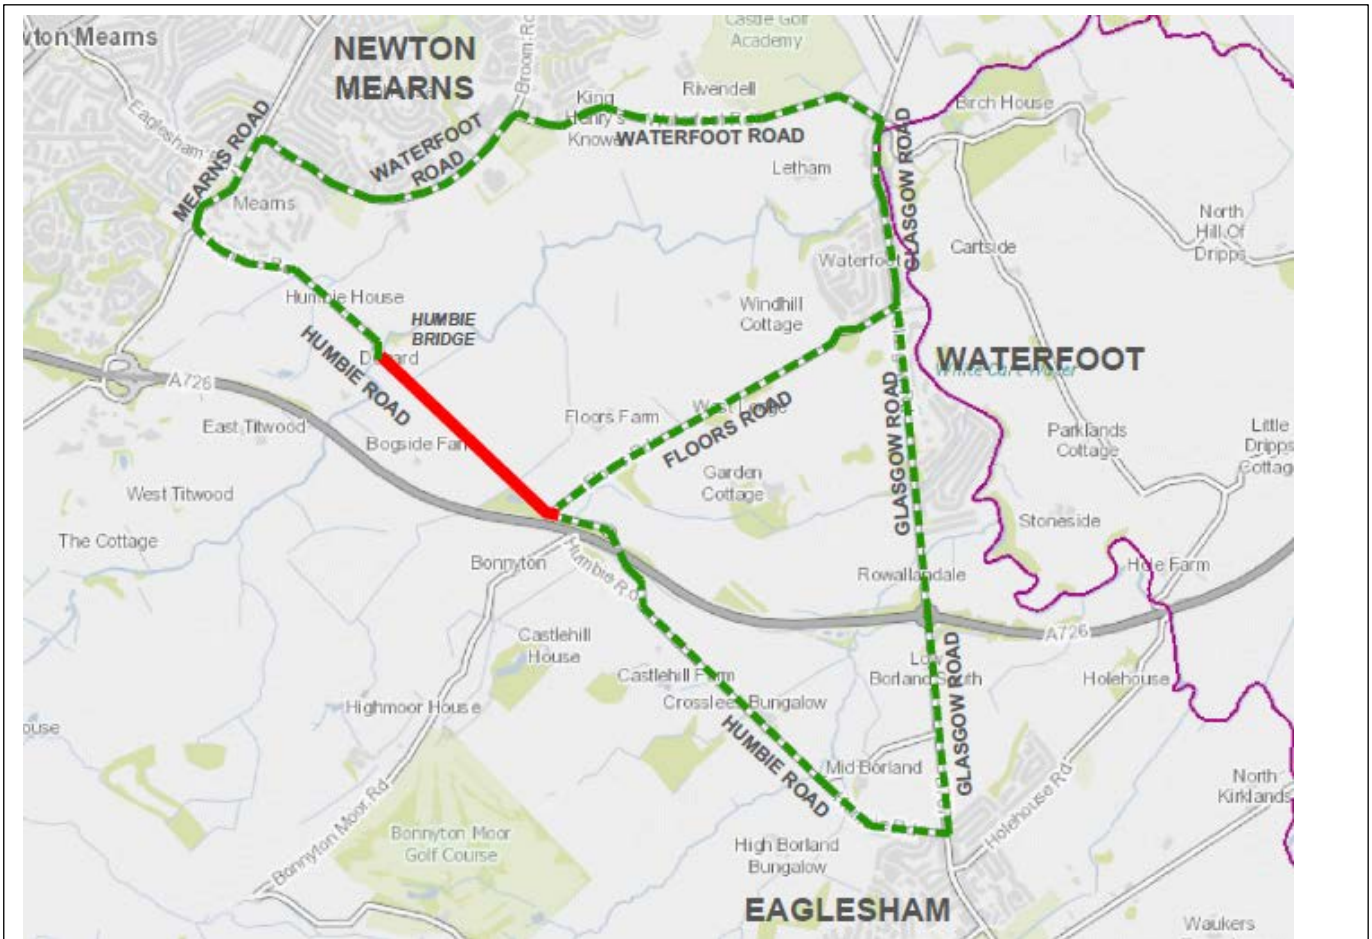 Castle Golf
Academy
wton Mearns
NEWTON
MEARNS
Broom Rd
Rivendell
King
Henry's
Knowe
WATERFOOT ROAD
Birch House
Eaglesham
MEARNS ROAD
WATERFOOT
ROAD
GLASGOW ROAD
Letham
Mearns
North
Hill Of
Dripps
Cartside
Waterfoot
Humbie House
HUMBIE
BRIDGE
Windhill
Cottage
HUMBIE ROAD
WATERFOOT
White Cart Water
A726
East Titwood
Floors Farm
FLOORS ROAD
GLASGOW ROAD
Bogside Farm
Parklands
Cottage
Little
Dripps
Cottage
Garden
Cottage
West Titwood
Stoneside
The Cottage
Bonnyton
Humbie Rd
Rowallandale
Hole Farm
A726
Castlehill
House
Low
Borland South
GLASGOW ROAD
Castlehill Farm
Crosslees Bungalow
Holehouse
Highmoor House
ouse
HUMBIE ROAD
Mid Borland
North
Kirklands
Bonnyton Moor Rd
Holehouse Rd
Bonnyton Moor
Golf Course
High Borland
Bungalow
EAGLESHAM
Waukers